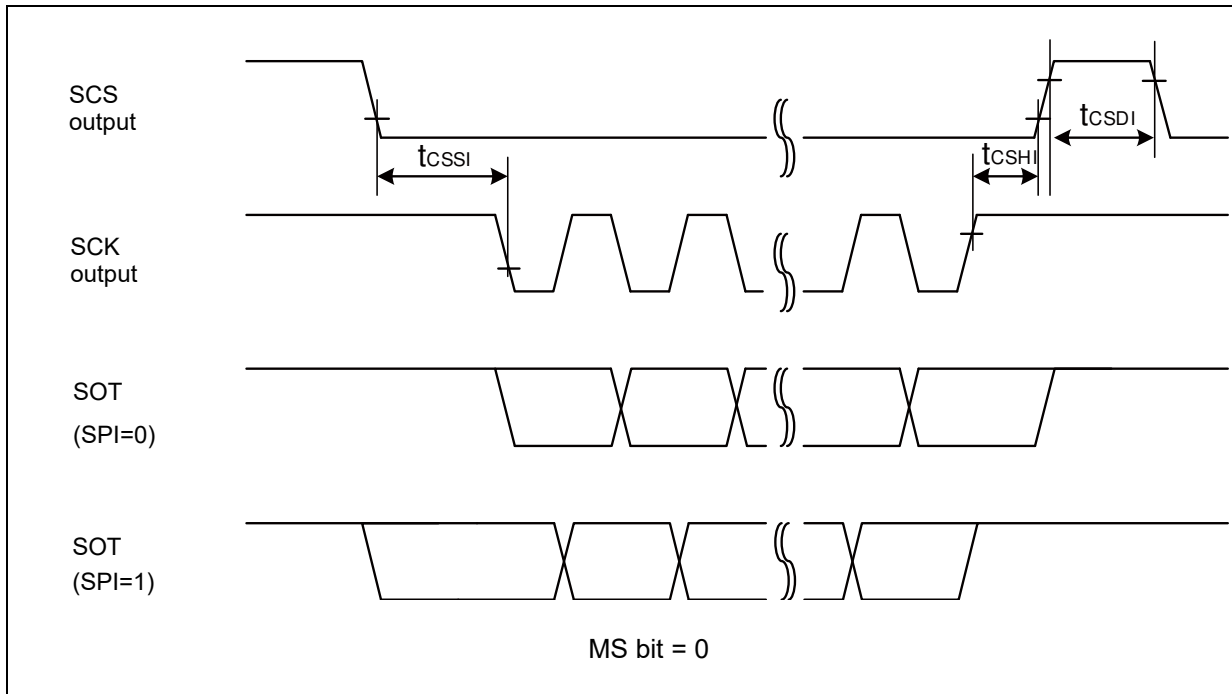 SCS
output
tCSSI
tCSHI
tCSDI
SCK
output
SOT
(SPI=0)
SOT
(SPI=1)
MS bit = 0